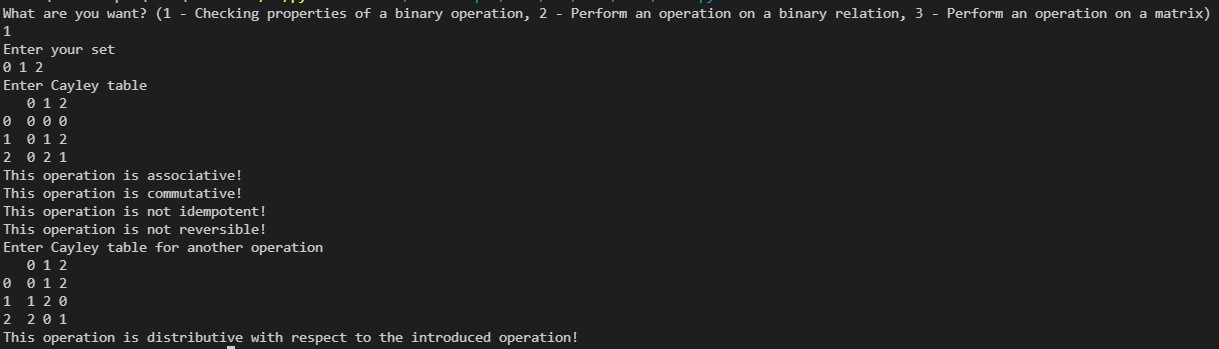 What are you want? (1 - Checking properties of a binary operation, 2 - Perform an operation on a binary relation, 3 - Perform an operation on a matrix)
1
Enter your set
0 1 2
Enter Cayley table
   0 1 2
0  0 0 0
1  0 1 2
2  0 2 1
This operation is associative!
This operation is commutative!
This operation is not idempotent!
This operation is not reversible!
Enter Cayley table for another operation
   0 1 2
0  0 1 2
1  1 2 0
2  2 0 1
This operation is distributive with respect to the introduced operation!